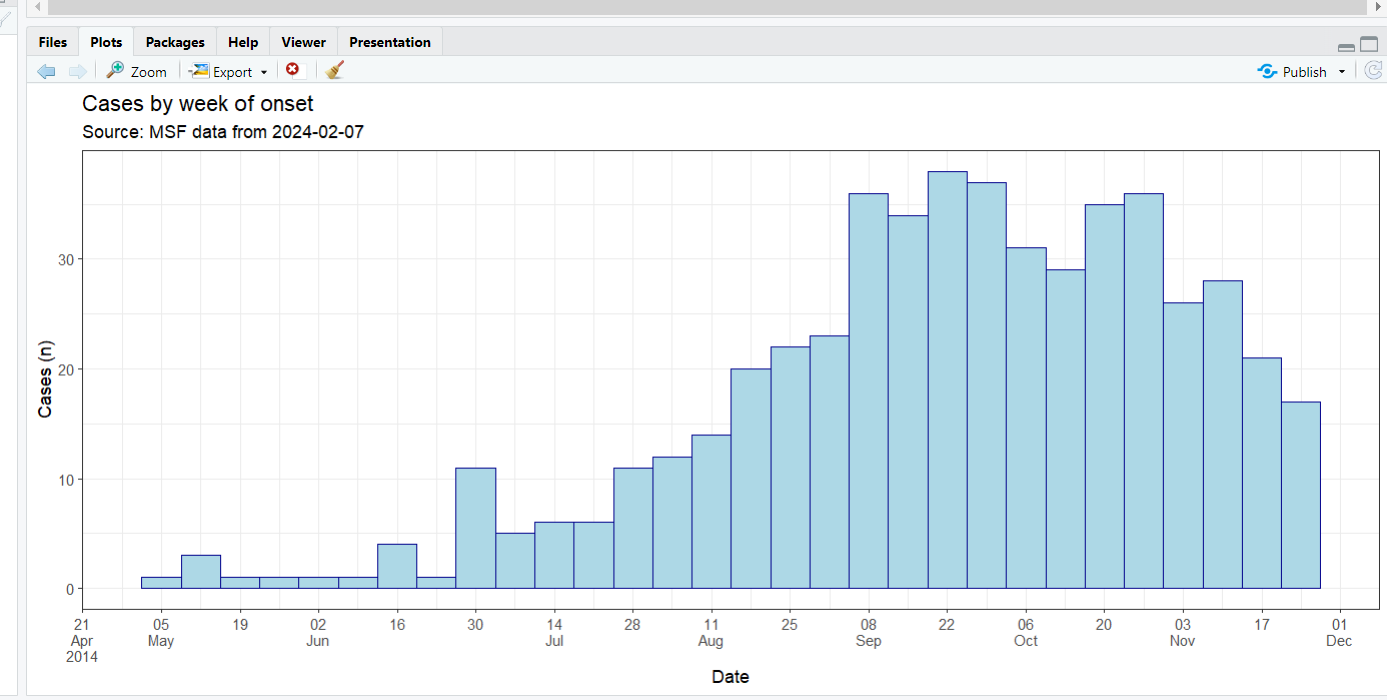 Files Plots Packages Help Viewer Presentation
Zoom Export Publish
Cases by week of onset
Source: MSF data from 2024-02-07
Cases (n)
30
20
10
0
21 05 19 02 16 30 14 28 11 25 08 22 06 20 03 17 01
Apr May Jun Jul Aug Sep Oct Nov Dec
2014
Date